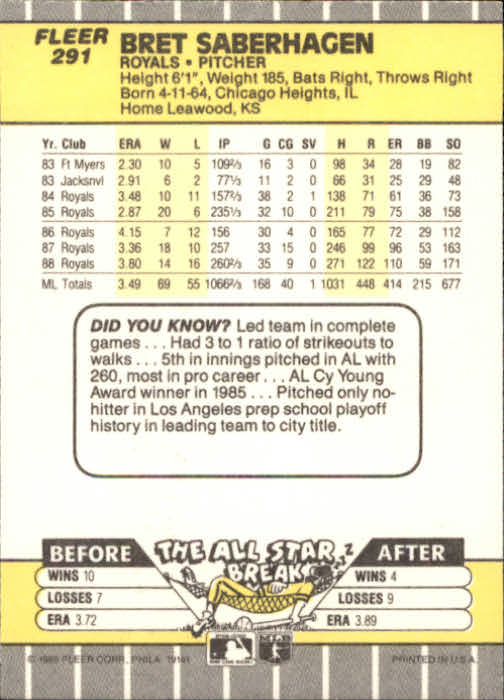 FLEER
291
BRET SABERHAGEN
ROYALS • PITCHER
Height 6'1", Weight 185, Bats Right, Throws Right
Born 4-11-64, Chicago Heights, IL
Home Leawood, KS
Yr. Club ERA W L IP G CG SV H R ER BB SO
83 Ft Myers 2.30 10 5 109⅔ 16 3 0 98 34 28 19 82
83 Jacksnvl 2.91 6 2 77⅓ 11 2 0 66 31 25 29 48
84 Royals 3.48 10 11 157⅔ 38 2 1 138 71 61 36 73
85 Royals 2.87 20 6 235⅓ 32 10 0 211 79 75 38 158
86 Royals 4.15 7 12 156 30 4 0 165 77 72 29 112
87 Royals 3.36 18 10 257 33 15 0 246 99 96 53 163
88 Royals 3.80 14 16 260⅔ 35 9 0 271 122 110 59 171
ML Totals 3.49 69 55 1066⅔ 168 40 1 1031 448 414 215 677
DID YOU KNOW? Led team in complete
games . . . Had 3 to 1 ratio of strikeouts to
walks . . . 5th in innings pitched in AL with
260, most in pro career . . . AL Cy Young
Award winner in 1985 . . . Pitched only no-
hitter in Los Angeles prep school playoff
history in leading team to city title.
BEFORE THE ALL STAR BREAK AFTER
WINS 10 WINS 4
LOSSES 7 LOSSES 9
ERA 3.72 ERA 3.89
© 1989 FLEER CORP., PHILA. 19141 PRINTED IN U.S.A.